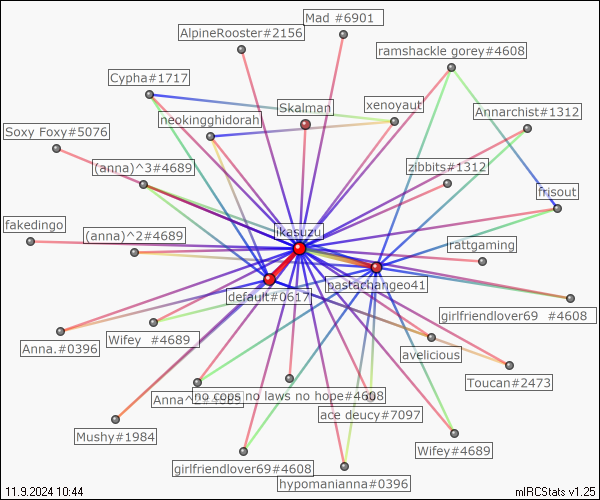 Mad #6901
AlpineRooster#2156
ramshackle gorey#4608
Cypha#1717
Skalman
xenoyaut
Annarchist#1312
neokingghidorah
Soxy Foxy#5076
(anna)^3#4689
zibbits#1312
frisout
fakedingo
(anna)^2#4689
ikasuzu
rattgaming
pastachangeo41
default#0617
girlfriendlover69 #4608
Anna.#0396
Wifey #4689
avelicious
Toucan#2473
no cops no laws no hope#4608
ace deucy#7097
Mushy#1984
Wifey#4689
girlfriendlover69#4608
hypomanianna#0396
11.9.2024 10:44
mIRCStats v1.25